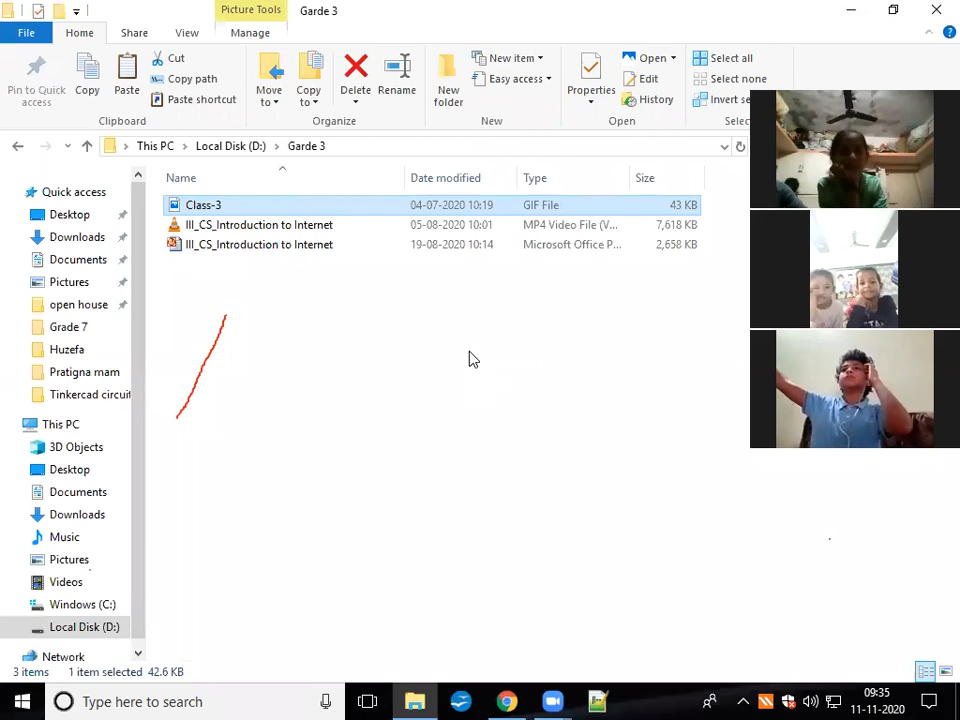 Picture Tools
Garde 3
File
Home
Share
View
Manage
Pin to Quick access
Copy
Paste
Cut
Copy path
Paste shortcut
Clipboard
Move to
Copy to
Delete
Rename
Organize
New folder
New item
Easy access
New
Properties
Open
Edit
History
Open
Select all
Select none
Invert se
Selec
This PC
Local Disk (D:)
Garde 3
Name
Date modified
Type
Size
Class-3
04-07-2020 10:19
GIF File
43 KB
III_CS_Introduction to Internet
05-08-2020 10:01
MP4 Video File (V...
7,618 KB
III_CS_Introduction to Internet
19-08-2020 10:14
Microsoft Office P...
2,658 KB
Quick access
Desktop
Downloads
Documents
Pictures
open house
Grade 7
Huzefa
Pratigna mam
Tinkercad circuit
This PC
3D Objects
Desktop
Documents
Downloads
Music
Pictures
Videos
Windows (C:)
Local Disk (D:)
Network
3 items
1 item selected 42.6 KB
Type here to search
09:35
11-11-2020